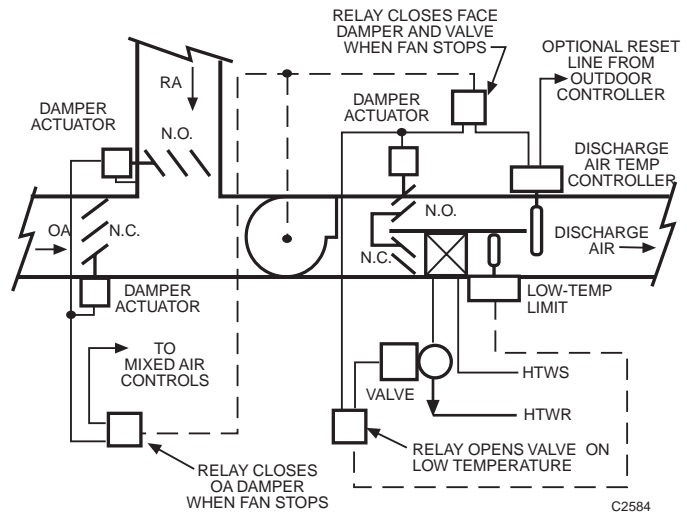 RELAY CLOSES FACE
DAMPER AND VALVE
WHEN FAN STOPS
OPTIONAL RESET
LINE FROM
OUTDOOR
CONTROLLER
RA
DAMPER
ACTUATOR
N.O.
DAMPER
ACTUATOR
DISCHARGE
AIR TEMP
CONTROLLER
OA
N.C.
N.O.
N.C.
DISCHARGE
AIR
DAMPER
ACTUATOR
LOW-TEMP
LIMIT
TO
MIXED AIR
CONTROLS
VALVE
HTWS
HTWR
RELAY OPENS VALVE ON
LOW TEMPERATURE
RELAY CLOSES
OA DAMPER
WHEN FAN STOPS
C2584